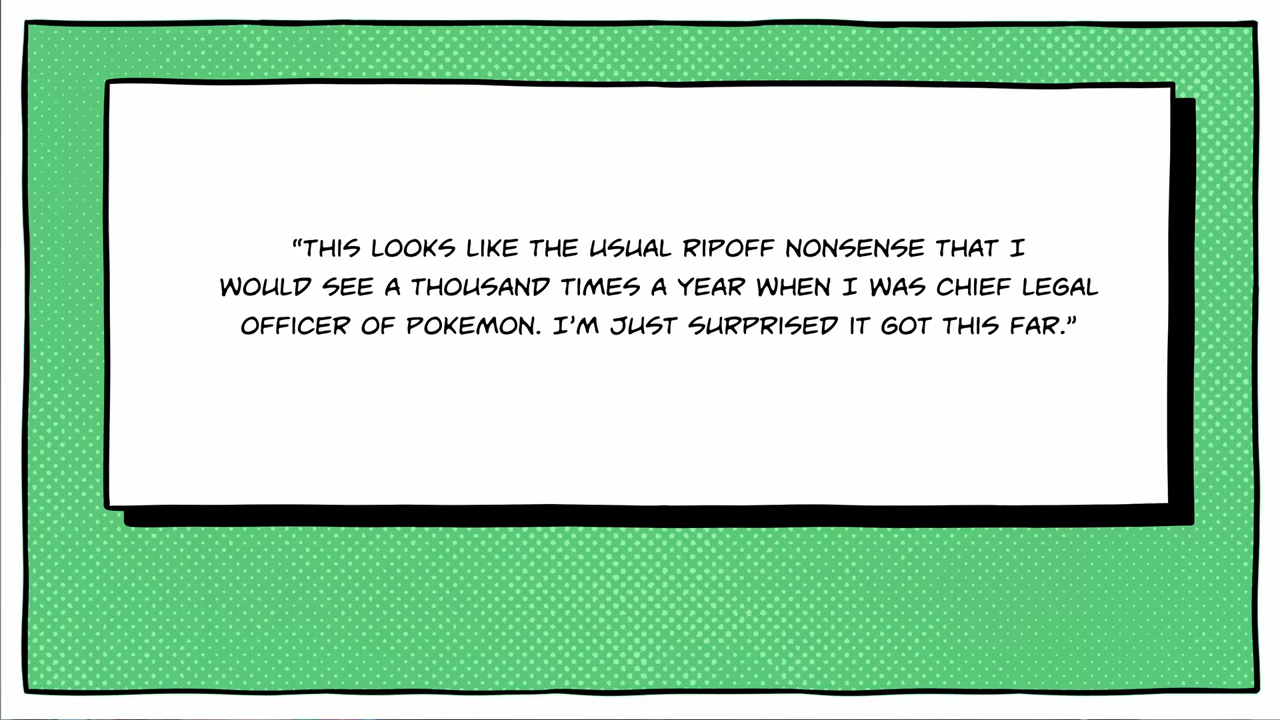 “THIS LOOKS LIKE THE USUAL RIPOFF NONSENSE THAT I
WOULD SEE A THOUSAND TIMES A YEAR WHEN I WAS CHIEF LEGAL
OFFICER OF POKEMON. I’M JUST SURPRISED IT GOT THIS FAR.”